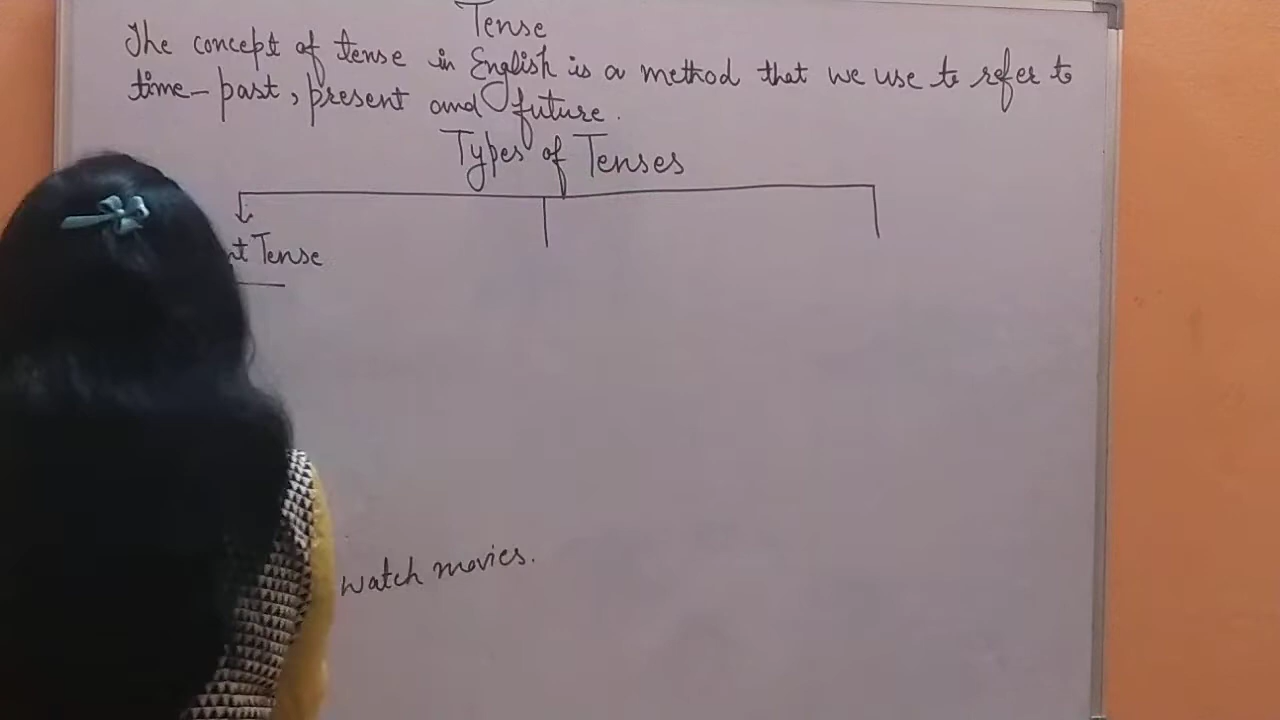 Tense
The concept of tense in English is a method that we use to refer to
time - past, present and future.
Types of Tenses
nt Tense
watch movies.